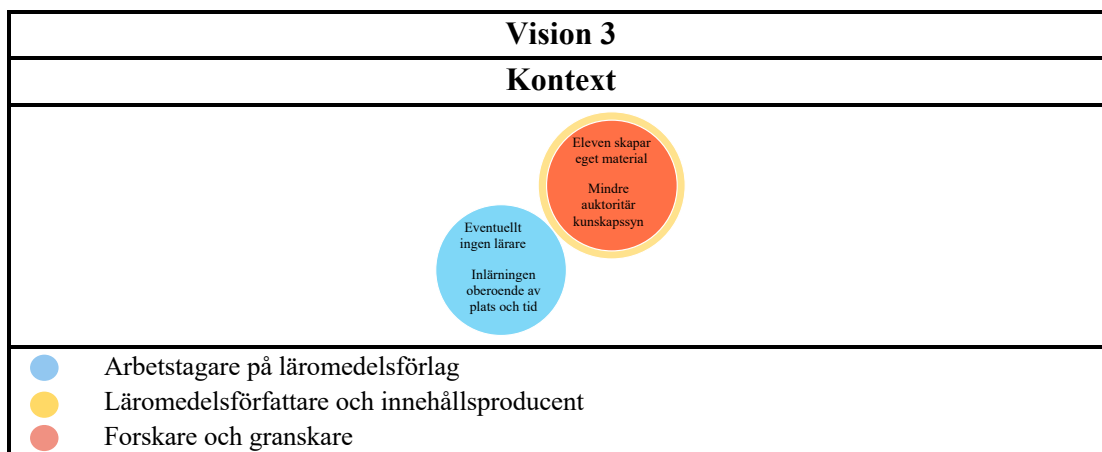 Vision 3
Kontext
Eleven skapar
eget material
Mindre
auktoritär
kunskapssyn
Eventuellt
ingen lärare
Inlärningen
oberoende av
plats och tid
Arbetstagare på läromedelsförlag
Läromedelsförfattare och innehållsproducent
Forskare och granskare